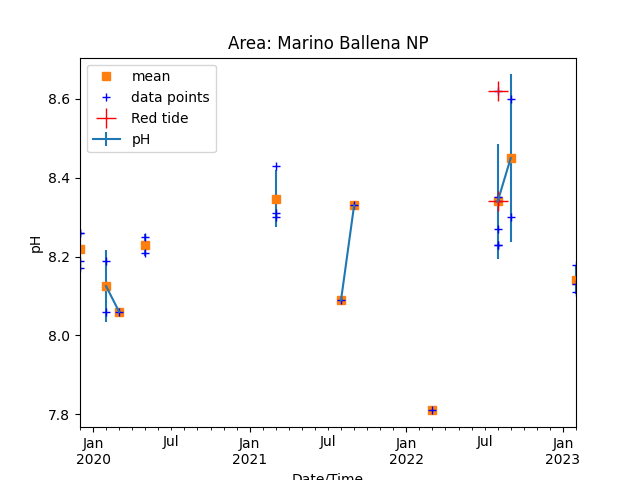 Area: Marino Ballena NP
mean
data points
Red tide
pH
8.6
8.4
8.2
8.0
7.8
pH
Jan Jul Jan Jul Jan Jul Jan
2020 2021 2022 2023
Date/Time